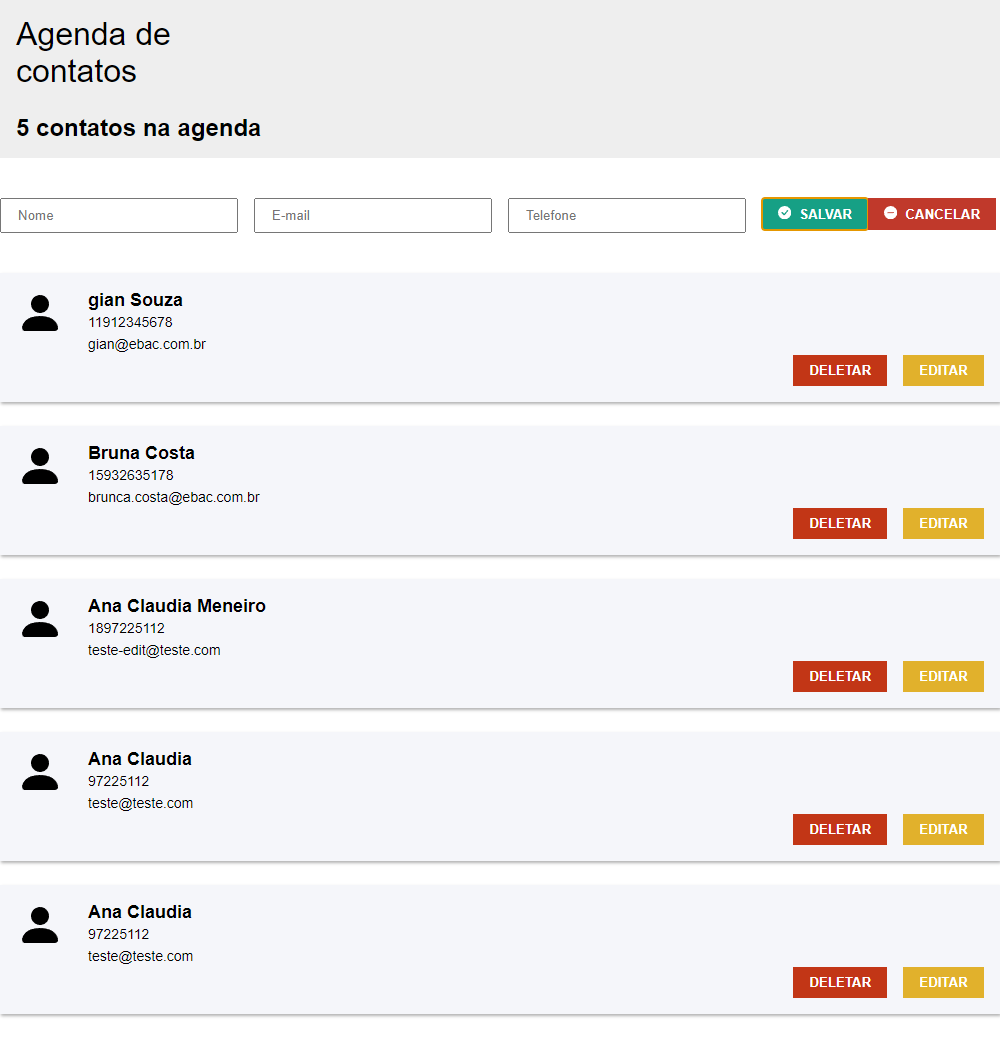 Agenda de
contatos
5 contatos na agenda
Nome E-mail Telefone SALVAR CANCELAR
gian Souza
11912345678
gian@ebac.com.br
DELETAR EDITAR
Bruna Costa
15932635178
brunca.costa@ebac.com.br
DELETAR EDITAR
Ana Claudia Meneiro
1897225112
teste-edit@teste.com
DELETAR EDITAR
Ana Claudia
97225112
teste@teste.com
DELETAR EDITAR
Ana Claudia
97225112
teste@teste.com
DELETAR EDITAR